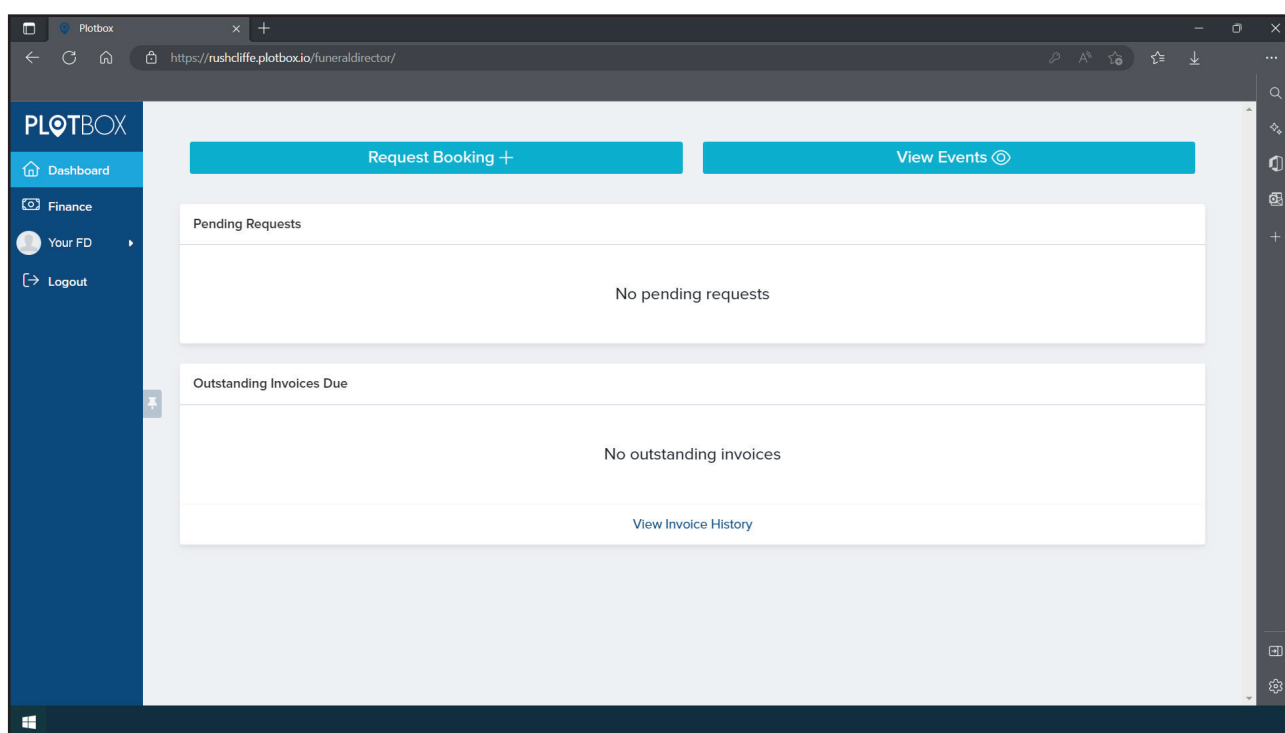 Plotbox
https://rushcliffe.plotbox.io/funeraldirector/
PLOTBOX
Request Booking +
View Events
Dashboard
Finance
Your FD
Logout
Pending Requests
No pending requests
Outstanding Invoices Due
No outstanding invoices
View Invoice History